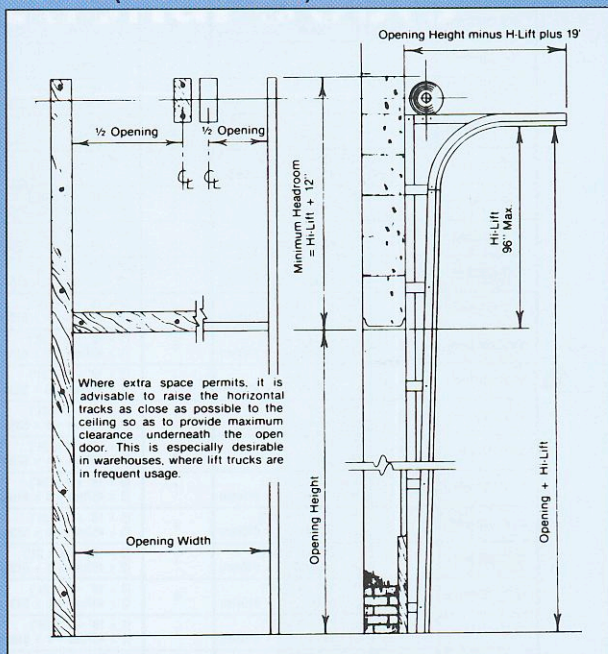 Opening Height minus H-Lift plus 19'
½ Opening
½ Opening
℄
℄
Minimum Headroom
= Hi-Lift + 12"
Hi-Lift
96" Max.
Where extra space permits, it is
advisable to raise the horizontal
tracks as close as possible to the
ceiling so as to provide maximum
clearance underneath the open
door. This is especially desirable
in warehouses, where lift trucks are
in frequent usage.
Opening Width
Opening Height
Opening + Hi-Lift